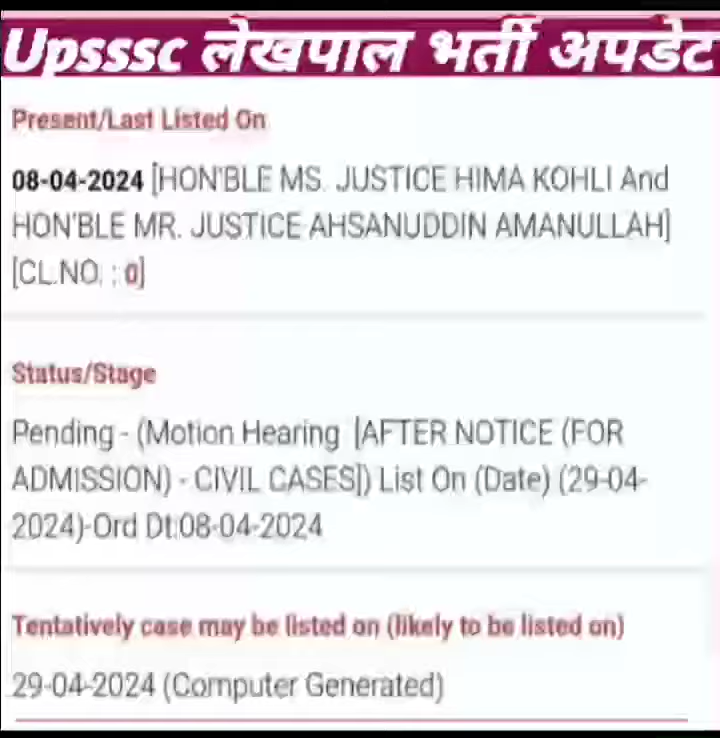 Upsssc लेखपाल भर्ती अपडेट
Present/Last Listed On
08-04-2024 [HON'BLE MS. JUSTICE HIMA KOHLI And
HON'BLE MR. JUSTICE AHSANUDDIN AMANULLAH]
[CL.NO. : 0]
Status/Stage
Pending - (Motion Hearing [AFTER NOTICE (FOR
ADMISSION) - CIVIL CASES]) List On (Date) (29-04-
2024)-Ord Dt:08-04-2024
Tentatively case may be listed on (likely to be listed on)
29-04-2024 (Computer Generated)